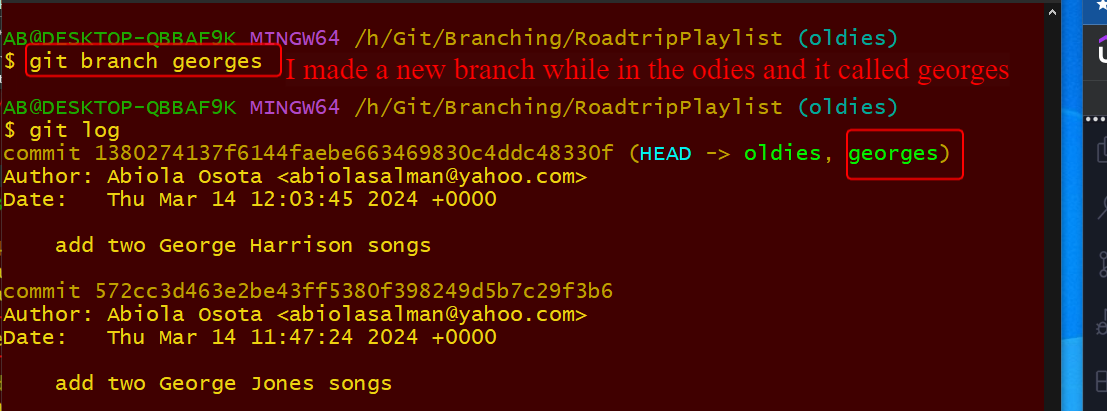 AB@DESKTOP-QBBAF9K MINGW64 /h/Git/Branching/RoadtripPlaylist (oldies)
$ git branch georges I made a new branch while in the odies and it called georges
AB@DESKTOP-QBBAF9K MINGW64 /h/Git/Branching/RoadtripPlaylist (oldies)
$ git log
commit 1380274137f6144faebe663469830c4ddc48330f (HEAD -> oldies, georges)
Author: Abiola Osota <abiolasalman@yahoo.com>
Date:   Thu Mar 14 12:03:45 2024 +0000
    add two George Harrison songs
commit 572cc3d463e2be43ff5380f398249d5b7c29f3b6
Author: Abiola Osota <abiolasalman@yahoo.com>
Date:   Thu Mar 14 11:47:24 2024 +0000
    add two George Jones songs